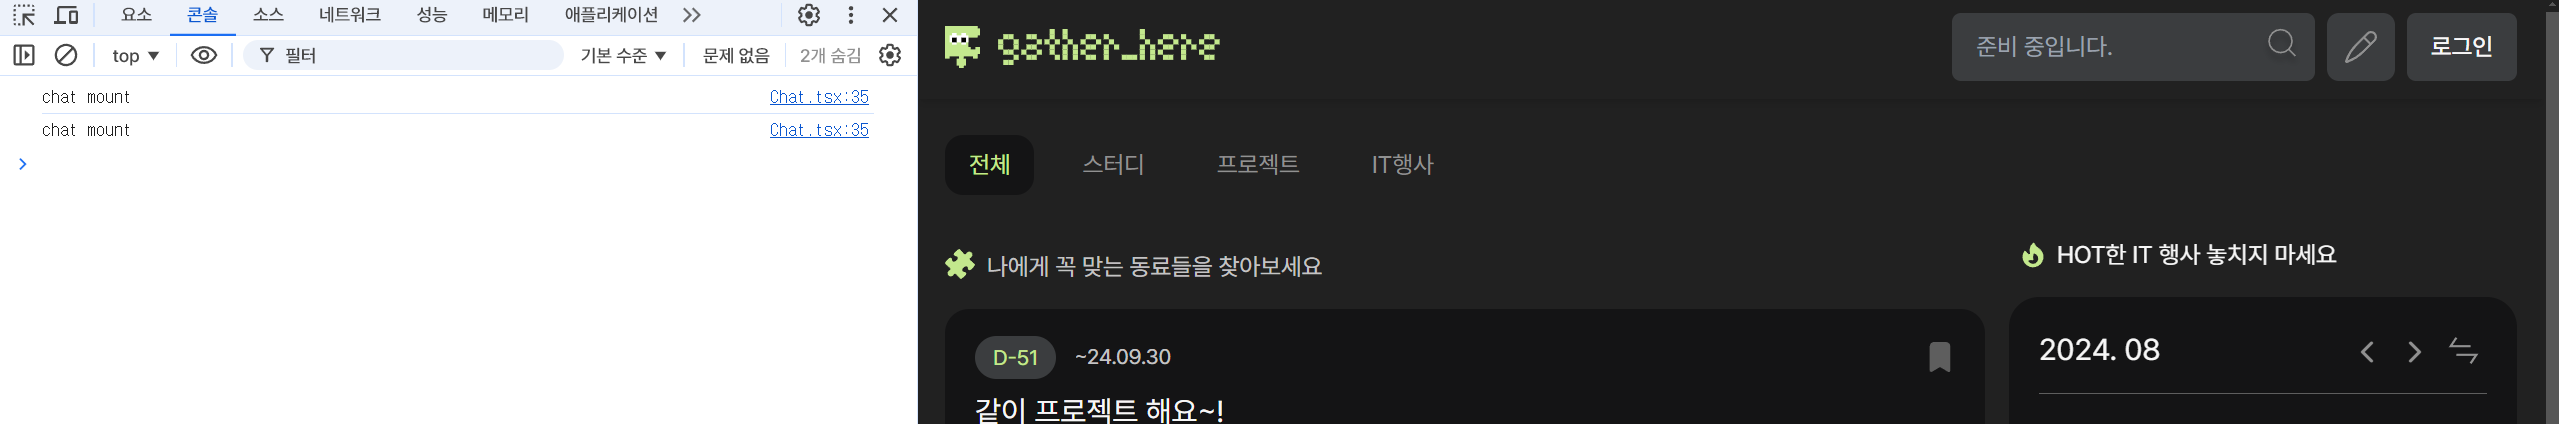 요소 콘솔 소스 네트워크 성능 메모리 애플리케이션
top 필터 기본 수준 문제 없음 2개 숨김
chat mount Chat.tsx:35
chat mount Chat.tsx:35
gather_here
준비 중입니다. 로그인
전체 스터디 프로젝트 IT행사
나에게 꼭 맞는 동료들을 찾아보세요
D-51 ~24.09.30
같이 프로젝트 해요~!
HOT한 IT 행사 놓치지 마세요
2024. 08